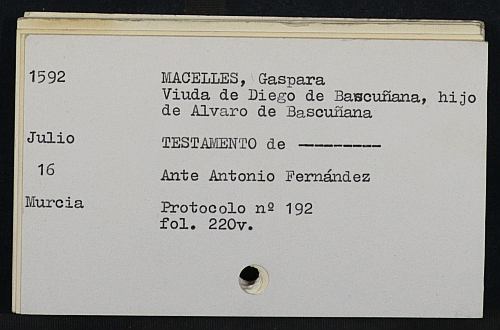 1592 MACELLES, Gaspara
Viuda de Diego de Bascuñana, hijo
de Alvaro de Bascuñana
Julio TESTAMENTO de ---------
16 Ante Antonio Fernández
Murcia Protocolo nº 192
fol. 220v.